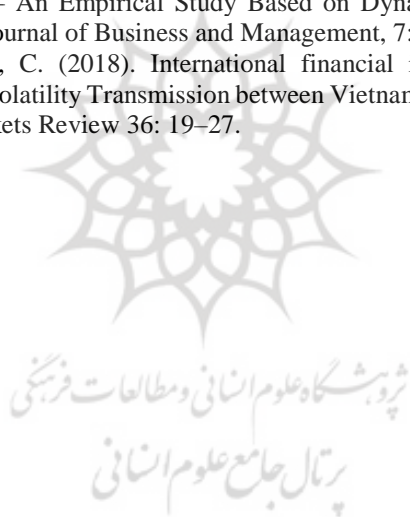 – An Empirical Study Based on Dyna
ournal of Business and Management, 7:
, C. (2018). International financial
olatility Transmission between Vietnam
kets Review 36: 19–27.
پژوهشگاه علوم انسانی و مطالعات فرهنگی
پرتال جامع علوم انسانی